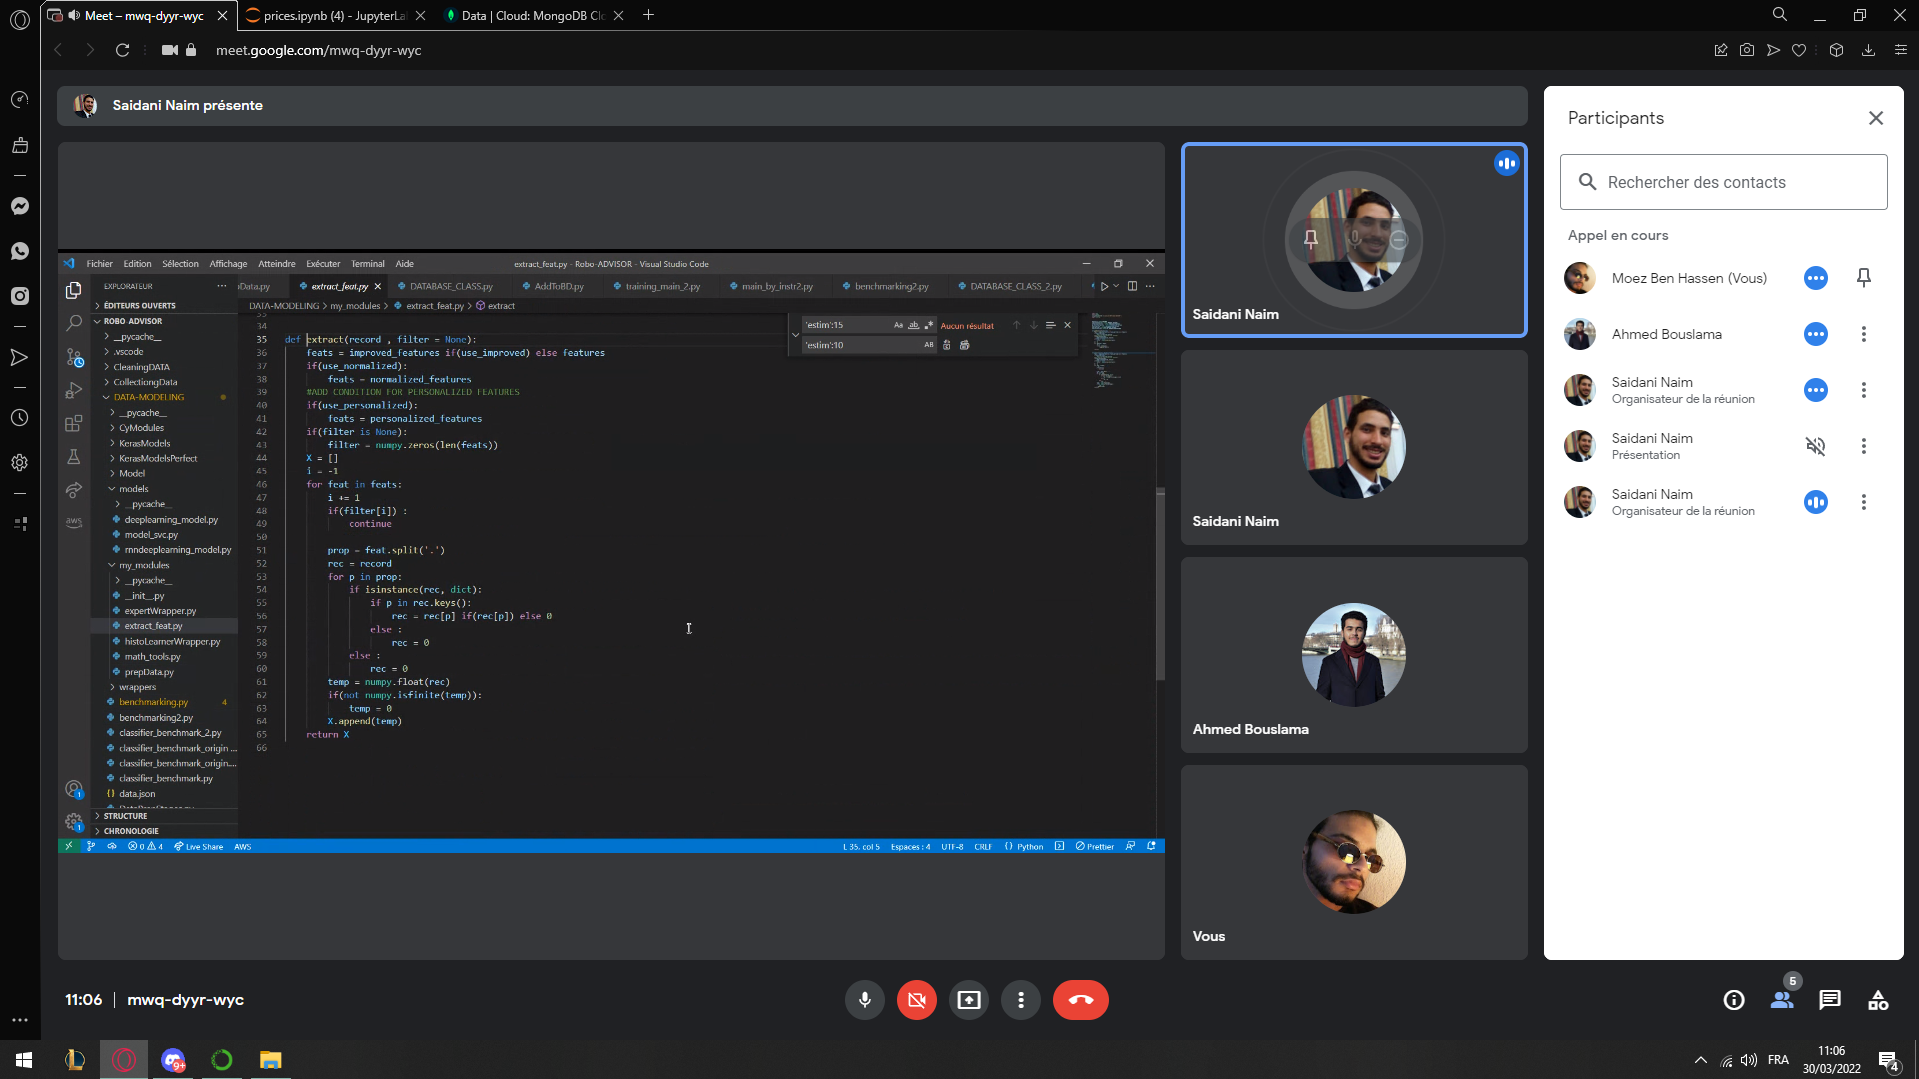 Meet – mwq-dyyr-wyc
prices.ipynb (4) - JupyterLa
Data | Cloud: MongoDB Cl
meet.google.com/mwq-dyyr-wyc
Saidani Naim présente
Fichier Edition Sélection Affichage Atteindre Exécuter Terminal Aide
extract_feat.py - Robo-ADVISOR - Visual Studio Code
EXPLORATEUR
Data.py
extract_feat.py
DATABASE_CLASS.py
AddToBD.py
training_main_2.py
main_by_instr2.py
benchmarking2.py
DATABASE_CLASS_2.py
DATA-MODELING > my_modules > extract_feat.py > extract
ÉDITEURS OUVERTS
ROBO-ADVISOR
__pycache__
.vscode
CleaningDATA
CollectiongData
DATA-MODELING
__pycache__
CyModules
KerasModels
KerasModelsPerfect
Model
models
__pycache__
deeplearning_model.py
model_svc.py
rnndeeplearning_model.py
my_modules
__pycache__
__init__.py
expertWrapper.py
extract_feat.py
histoLearnerWrapper.py
math_tools.py
prepData.py
wrappers
benchmarking.py 4
benchmarking2.py
classifier_benchmark_2.py
classifier_benchmark_origin ...
classifier_benchmark_origin....
classifier_benchmark.py
{} data.json
STRUCTURE
CHRONOLOGIE
aws
'estim':15
Aa ab
Aucun résultat
'estim':10
AB
33
34
35 def extract(record , filter = None):
36 feats = improved_features if(use_improved) else features
37 if(use_normalized):
38 feats = normalized_features
39 #ADD CONDITION FOR PERSONALIZED FEATURES
40 if(use_personalized):
41 feats = personalized_features
42 if(filter is None):
43 filter = numpy.zeros(len(feats))
44 X = []
45 i = -1
46 for feat in feats:
47 i += 1
48 if(filter[i]) :
49 continue
50
51 prop = feat.split('.')
52 rec = record
53 for p in prop:
54 if isinstance(rec, dict):
55 if p in rec.keys():
56 rec = rec[p] if(rec[p]) else 0
57 else :
58 rec = 0
59 else :
60 rec = 0
61 temp = numpy.float(rec)
62 if(not numpy.isfinite(temp)):
63 temp = 0
64 X.append(temp)
65 return X
66
0 4 Live Share AWS
L 35, col 5 Espaces : 4 UTF-8 CRLF {} Python Prettier
Saidani Naim
Saidani Naim
Ahmed Bouslama
Vous
Participants
Rechercher des contacts
Appel en cours
Moez Ben Hassen (Vous)
Ahmed Bouslama
Saidani Naim
Organisateur de la réunion
Saidani Naim
Présentation
Saidani Naim
Organisateur de la réunion
11:06 | mwq-dyyr-wyc
5
9+
FRA
11:06
30/03/2022
4